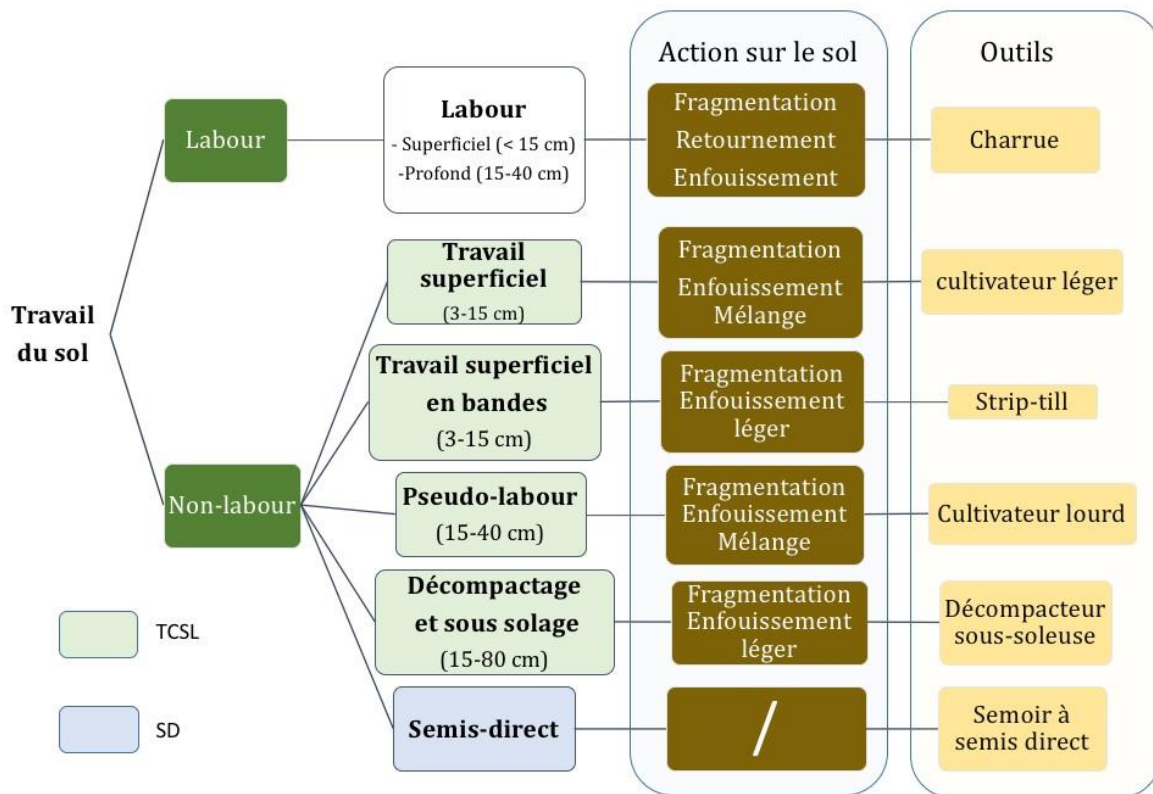 Action sur le sol
Outils
Travail
du sol
Labour
Labour
- Superficiel (< 15 cm)
-Profond (15-40 cm)
Fragmentation
Retournement
Enfouissement
Charrue
Non-labour
Travail
superficiel
(3-15 cm)
Fragmentation
Enfouissement
Mélange
cultivateur léger
Travail superficiel
en bandes
(3-15 cm)
Fragmentation
Enfouissement
léger
Strip-till
Pseudo-labour
(15-40 cm)
Fragmentation
Enfouissement
Mélange
Cultivateur lourd
Décompactage
et sous solage
(15-80 cm)
Fragmentation
Enfouissement
léger
Décompacteur
sous-soleuse
Semis-direct
/
Semoir à
semis direct
TCSL
SD